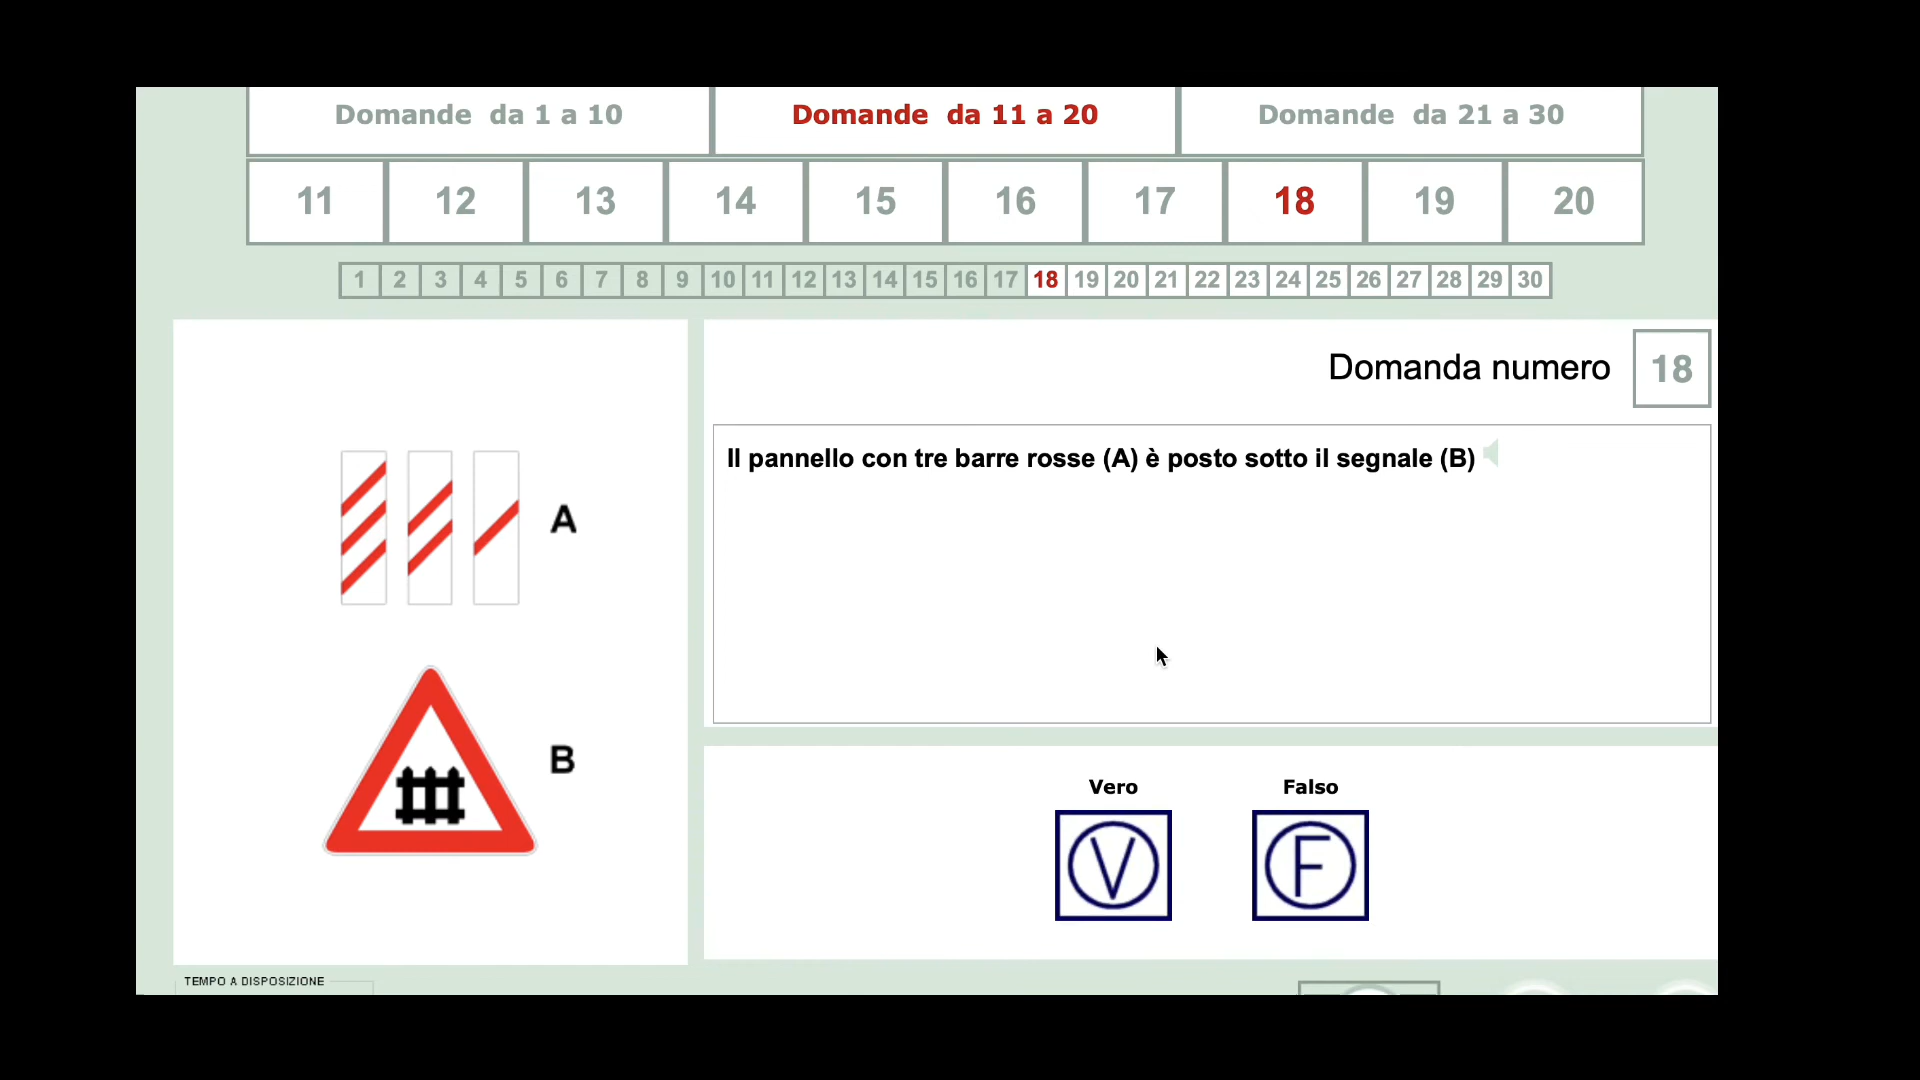 Domande da 1 a 10 Domande da 11 a 20 Domande da 21 a 30
11 12 13 14 15 16 17 18 19 20
1 2 3 4 5 6 7 8 9 10 11 12 13 14 15 16 17 18 19 20 21 22 23 24 25 26 27 28 29 30
Domanda numero 18
Il pannello con tre barre rosse (A) è posto sotto il segnale (B)
A
B
Vero Falso
V F
TEMPO A DISPOSIZIONE